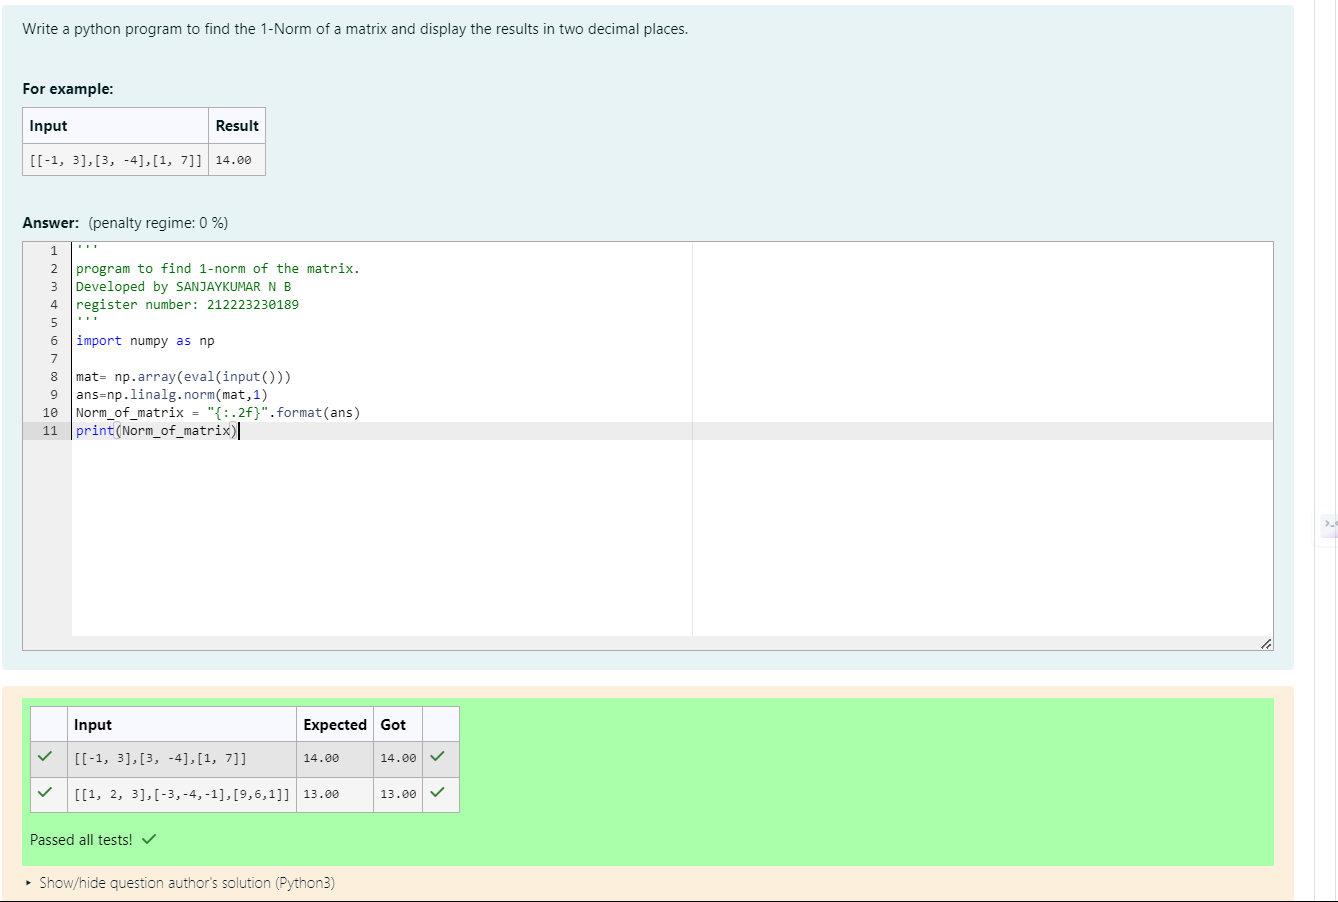 Write a python program to find the 1-Norm of a matrix and display the results in two decimal places.
For example:
Input Result
[[-1, 3],[3, -4],[1, 7]] 14.00
Answer: (penalty regime: 0 %)
1 '''
2 program to find 1-norm of the matrix.
3 Developed by SANJAYKUMAR N B
4 register number: 212223230189
5 '''
6 import numpy as np
7
8 mat= np.array(eval(input()))
9 ans=np.linalg.norm(mat,1)
10 Norm_of_matrix = "{:.2f}".format(ans)
11 print(Norm_of_matrix)
Input Expected Got
[[-1, 3],[3, -4],[1, 7]] 14.00 14.00
[[1, 2, 3],[-3,-4,-1],[9,6,1]] 13.00 13.00
Passed all tests!
Show/hide question author's solution (Python3)